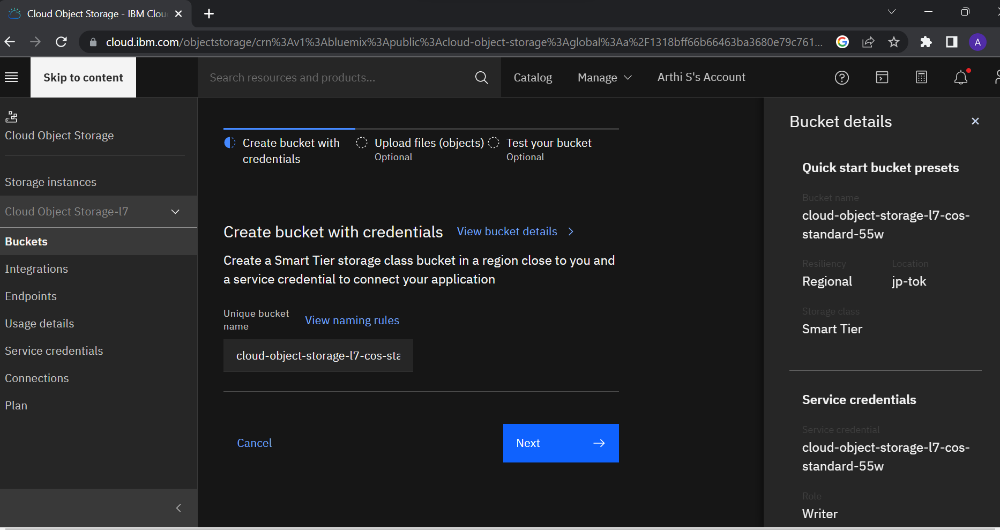 Cloud Object Storage - IBM Clou
cloud.ibm.com/objectstorage/crn%3Av1%3Abluemix%3Apublic%3Acloud-object-storage%3Aglobal%3Aa%2F1318bff66b66463ba3680e79c761...
A
Skip to content
Search resources and products...
Catalog
Manage
Arthi S's Account
Cloud Object Storage
Storage instances
Cloud Object Storage-l7
Buckets
Integrations
Endpoints
Usage details
Service credentials
Connections
Plan
Create bucket with
credentials
Upload files (objects)
Optional
Test your bucket
Optional
Create bucket with credentials
View bucket details
Create a Smart Tier storage class bucket in a region close to you and
a service credential to connect your application
Unique bucket
name
View naming rules
cloud-object-storage-l7-cos-sta
Cancel
Next
Bucket details
Quick start bucket presets
Bucket name
cloud-object-storage-l7-cos-
standard-55w
Resiliency
Location
Regional
jp-tok
Storage class
Smart Tier
Service credentials
Service credential
cloud-object-storage-l7-cos-
standard-55w
Role
Writer